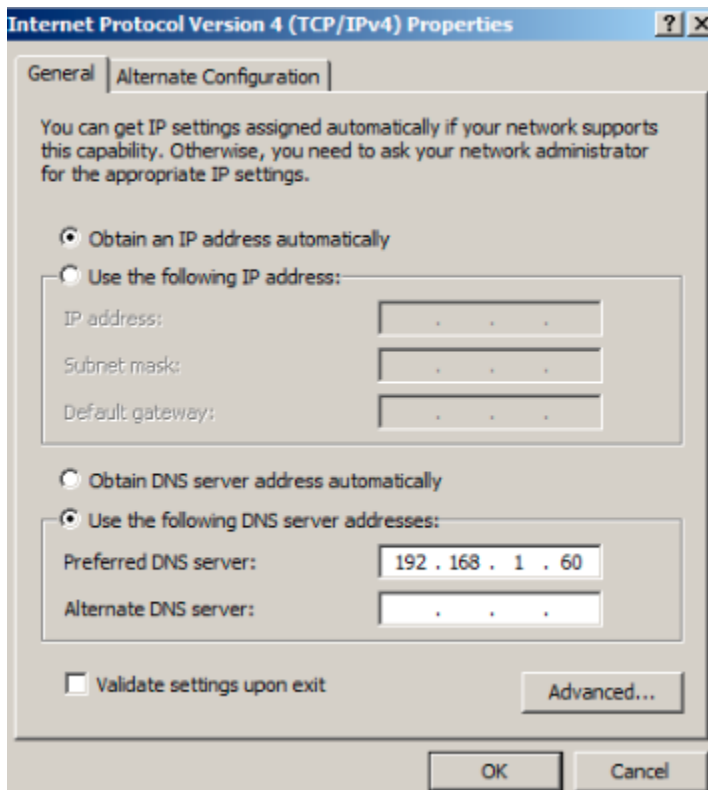 Internet Protocol Version 4 (TCP/IPv4) Properties
General
Alternate Configuration
You can get IP settings assigned automatically if your network supports
this capability. Otherwise, you need to ask your network administrator
for the appropriate IP settings.
Obtain an IP address automatically
Use the following IP address:
IP address:
Subnet mask:
Default gateway:
Obtain DNS server address automatically
Use the following DNS server addresses:
Preferred DNS server: 192 . 168 . 1 . 60
Alternate DNS server:
Validate settings upon exit
Advanced...
OK
Cancel